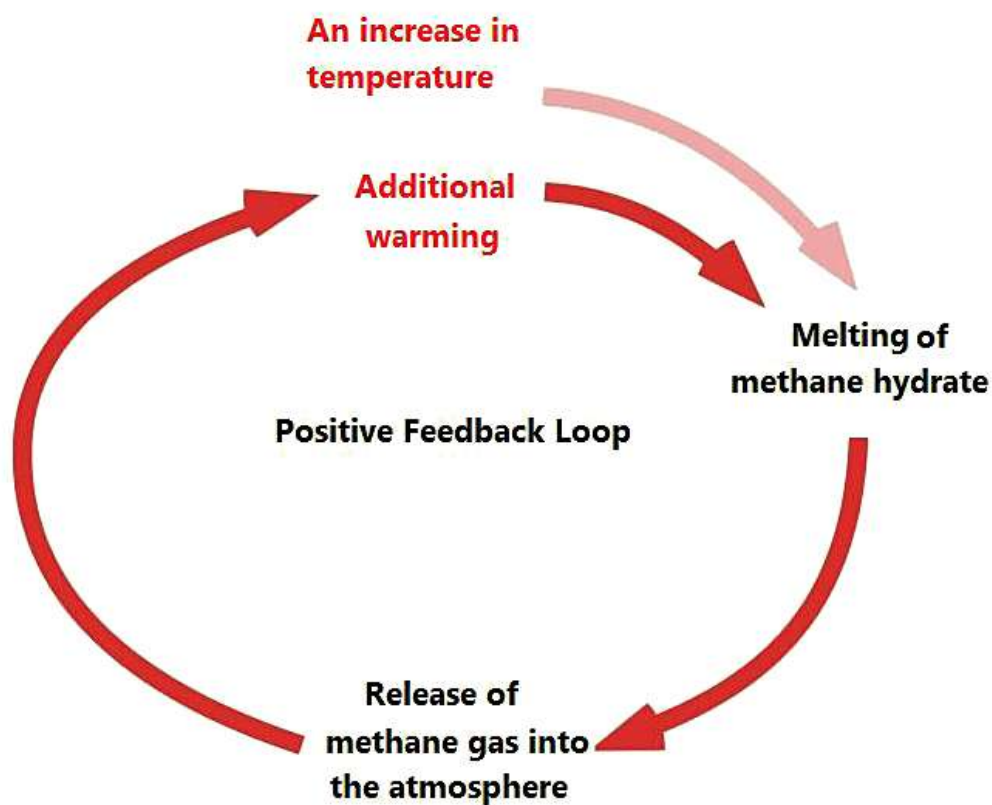 An increase in
temperature
Additional
warming
Melting of
methane hydrate
Positive Feedback Loop
Release of
methane gas into
the atmosphere